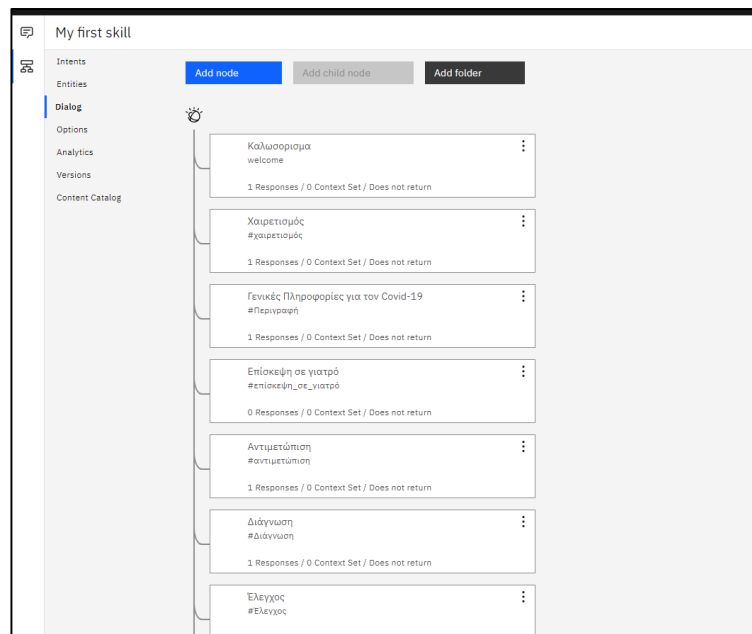 My first skill
Intents
Entities
Dialog
Options
Analytics
Versions
Content Catalog
Add node
Add child node
Add folder
Καλωσορισμα
welcome
1 Responses / 0 Context Set / Does not return
Χαιρετισμός
#χαιρετισμός
1 Responses / 0 Context Set / Does not return
Γενικές Πληροφορίες για τον Covid-19
#Περιγραφή
1 Responses / 0 Context Set / Does not return
Επίσκεψη σε γιατρό
#επίσκεψη_σε_γιατρό
0 Responses / 0 Context Set / Does not return
Αντιμετώπιση
#αντιμετώπιση
1 Responses / 0 Context Set / Does not return
Διάγνωση
#Διάγνωση
1 Responses / 0 Context Set / Does not return
Έλεγχος
#Έλεγχος